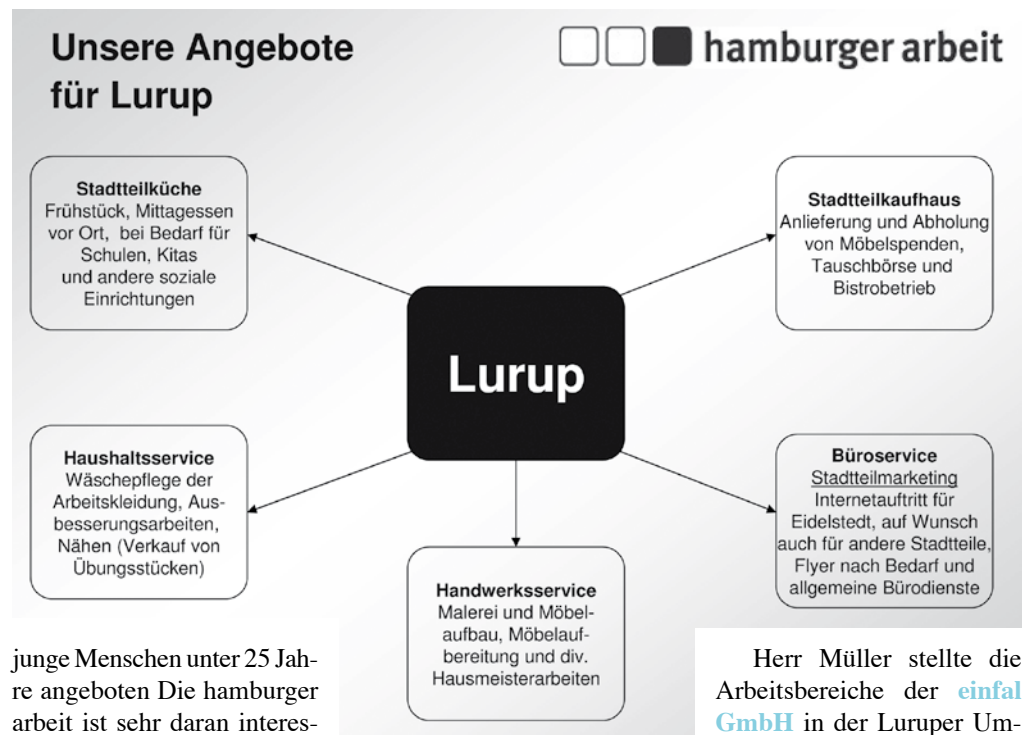 Unsere Angebote
für Lurup
hamburger arbeit
Stadtteilküche
Frühstück, Mittagessen
vor Ort, bei Bedarf für
Schulen, Kitas
und andere soziale
Einrichtungen
Stadtteilkaufhaus
Anlieferung und Abholung
von Möbelspenden,
Tauschbörse und
Bistrobetrieb
Lurup
Haushaltsservice
Wäschepflege der
Arbeitskleidung, Aus-
besserungsarbeiten,
Nähen (Verkauf von
Übungsstücken)
Handwerksservice
Malerei und Möbel-
aufbau, Möbelauf-
bereitung und div.
Hausmeisterarbeiten
Büroservice
Stadtteilmarketing
Internetauftritt für
Eidelstedt, auf Wunsch
auch für andere Stadtteile,
Flyer nach Bedarf und
allgemeine Bürodienste
junge Menschen unter 25 Jah-
re angeboten Die hamburger
arbeit ist sehr daran interes-
Herr Müller stellte die
Arbeitsbereiche der einfal
GmbH in der Luruper Um-